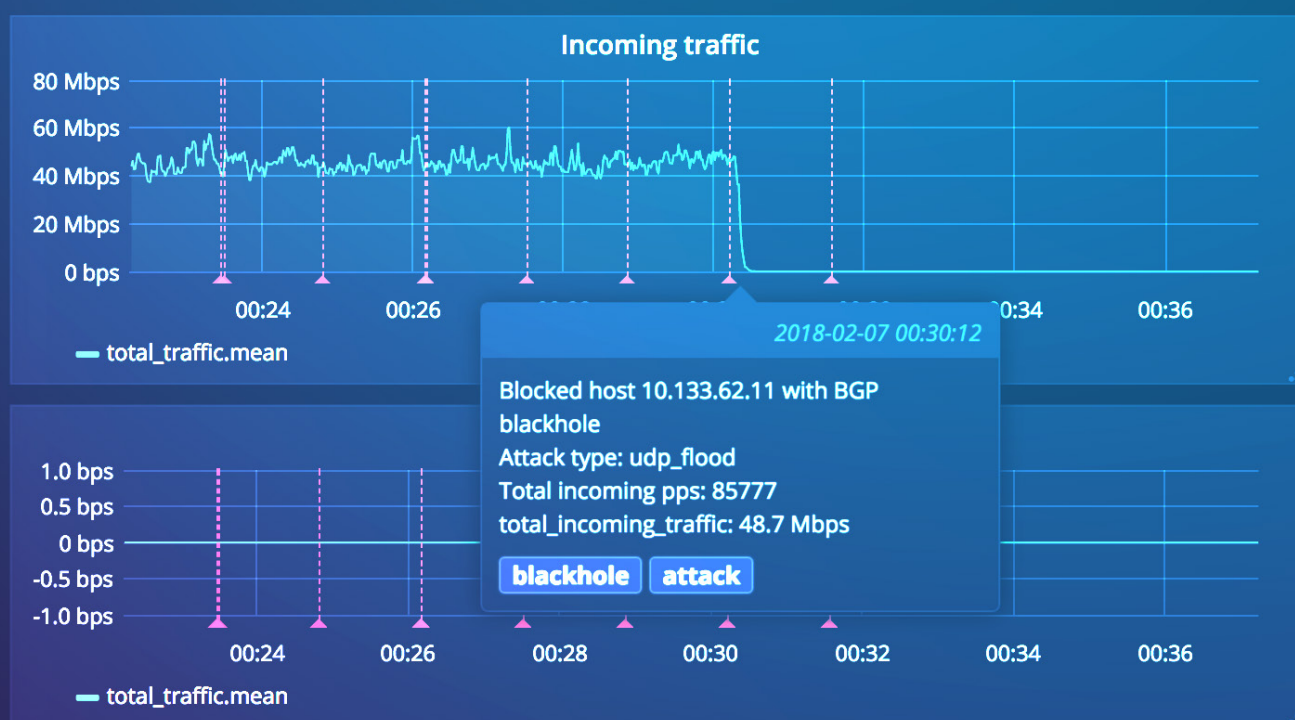 Incoming traffic
80 Mbps
60 Mbps
40 Mbps
20 Mbps
0 bps
00:24
00:26
00:34
00:36
total_traffic.mean
2018-02-07 00:30:12
Blocked host 10.133.62.11 with BGP
blackhole
Attack type: udp_flood
Total incoming pps: 85777
total_incoming_traffic: 48.7 Mbps
blackhole attack
1.0 bps
0.5 bps
0 bps
-0.5 bps
-1.0 bps
00:24
00:26
00:28
00:30
00:32
00:34
00:36
total_traffic.mean